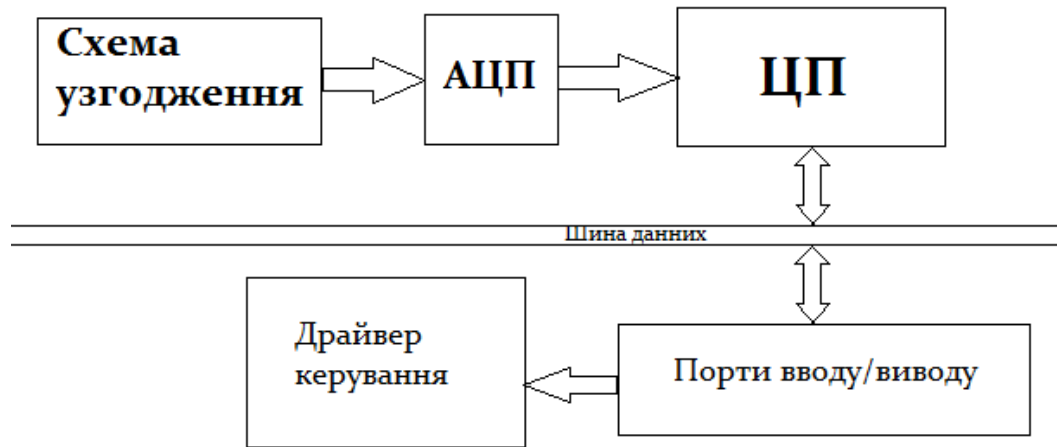 Схема
узгодження
АЦП
ЦП
Шина данних
Драйвер
керування
Порти вводу/виводу